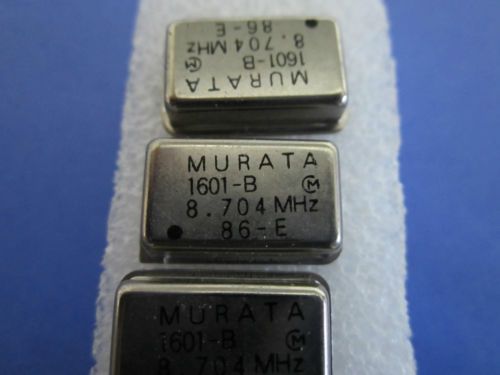 MURATA
1601-B M
8.704MHz
86-E
MURATA
1601-B M
8.704MHz
86-E
MURATA
1601-B M
8.704MHz